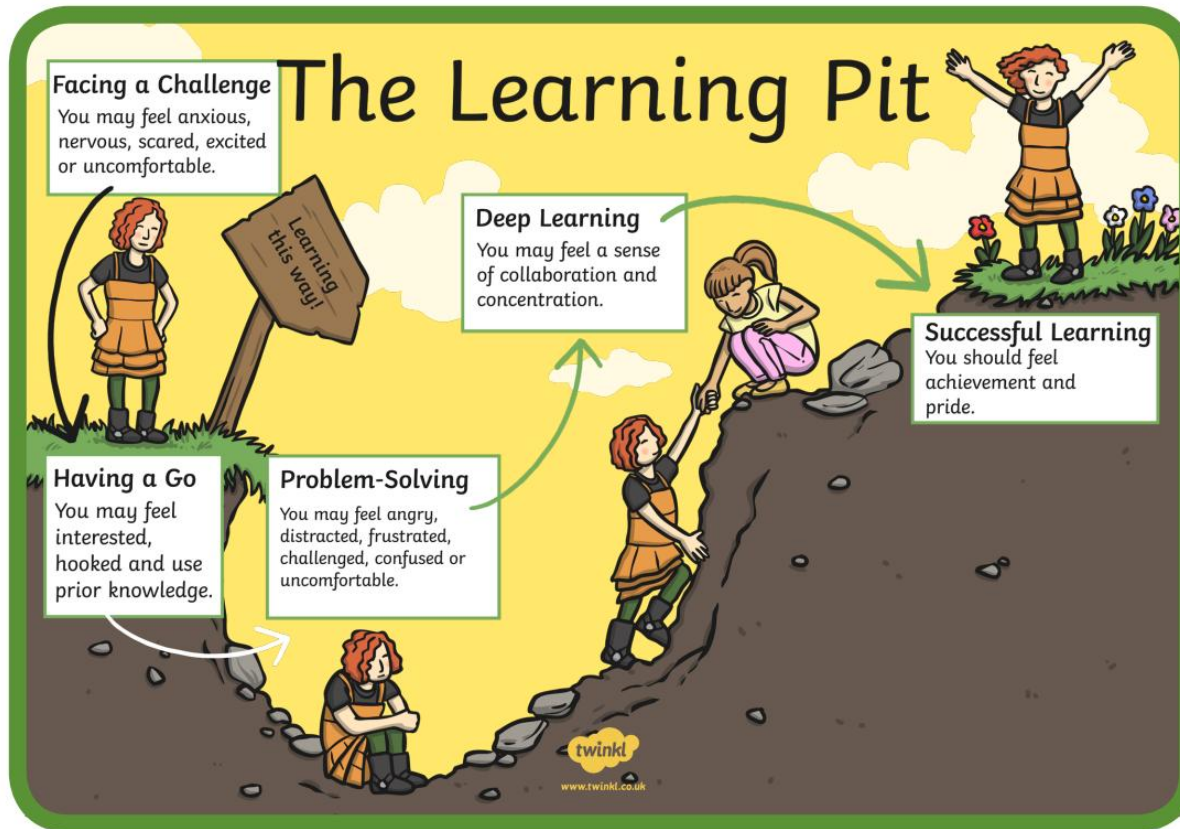 The Learning Pit
Facing a Challenge
You may feel anxious,
nervous, scared, excited
or uncomfortable.
Learning
this way!
Having a Go
You may feel
interested,
hooked and use
prior knowledge.
Problem-Solving
You may feel angry,
distracted, frustrated,
challenged, confused or
uncomfortable.
Deep Learning
You may feel a sense
of collaboration and
concentration.
Successful Learning
You should feel
achievement and
pride.
twinkl
www.twinkl.co.uk